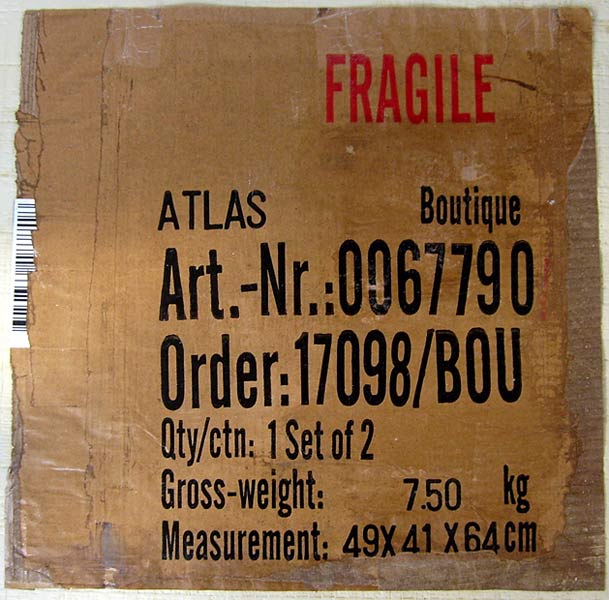 FRAGILE
ATLAS Boutique
Art.-Nr.:0067790
Order:17098/BOU
Qty/ctn: 1 Set of 2
Gross-weight: 7.50 kg
Measurement: 49X41X64cm